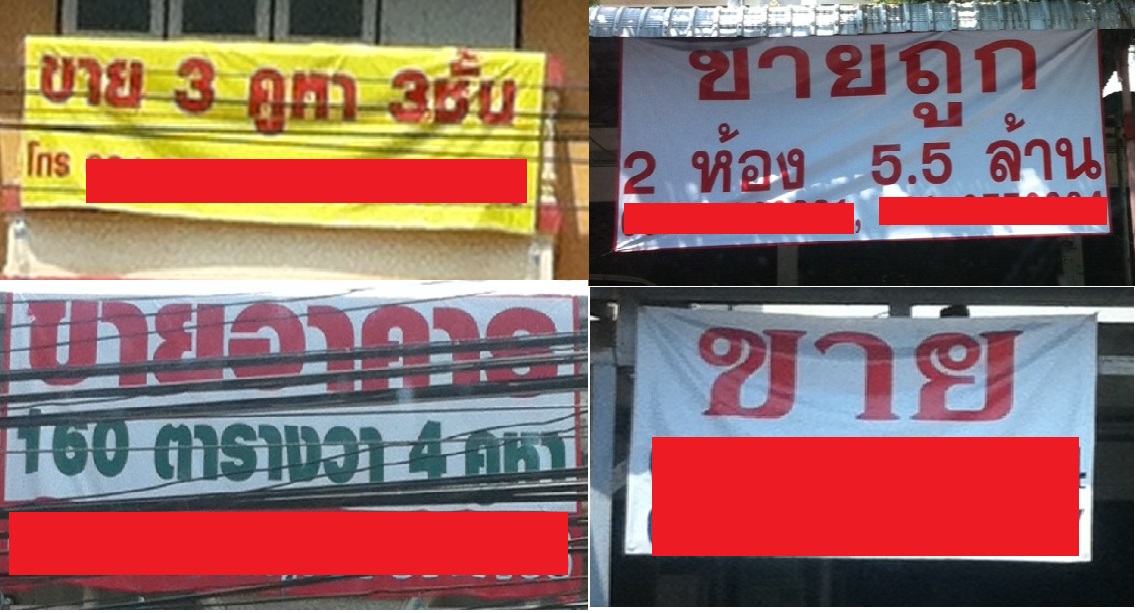 ขาย 3 คูหา 3ชั้น
โทร
ขายถูก
2 ห้อง 5.5 ล้าน
ขายอาคาร
160 ตารางวา 4 คูหา
ขาย